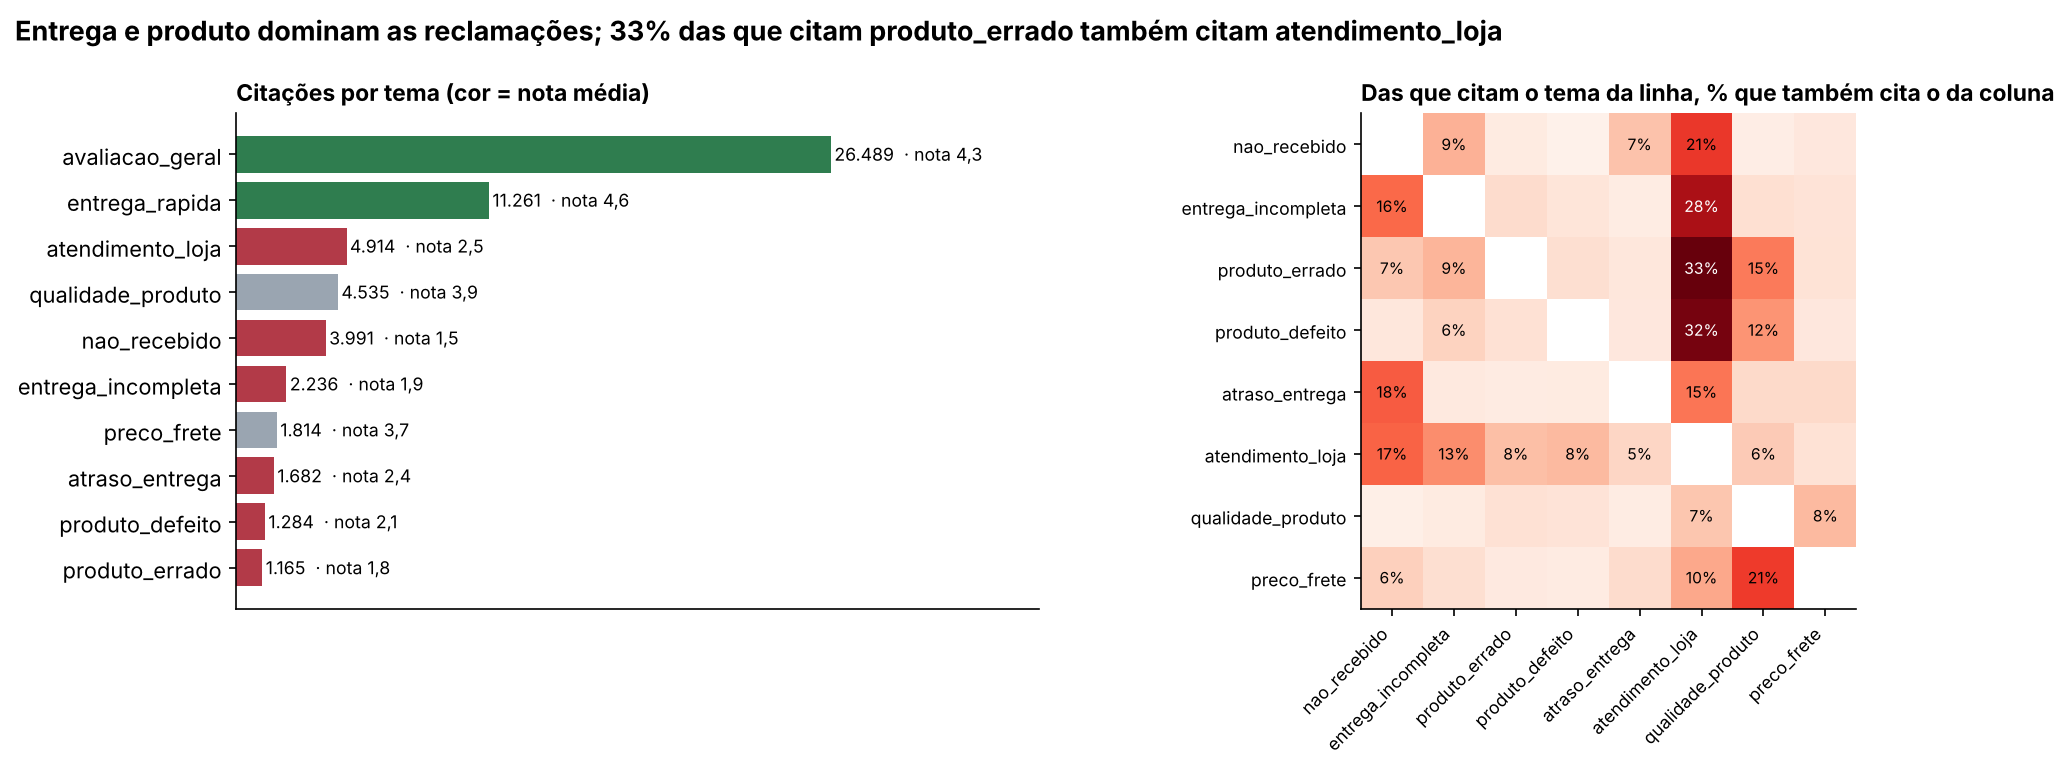 Entrega e produto dominam as reclamações; 33% das que citam produto_errado também citam atendimento_loja
Citações por tema (cor = nota média)
avaliacao_geral 26.489 · nota 4,3
entrega_rapida 11.261 · nota 4,6
atendimento_loja 4.914 · nota 2,5
qualidade_produto 4.535 · nota 3,9
nao_recebido 3.991 · nota 1,5
entrega_incompleta 2.236 · nota 1,9
preco_frete 1.814 · nota 3,7
atraso_entrega 1.682 · nota 2,4
produto_defeito 1.284 · nota 2,1
produto_errado 1.165 · nota 1,8
Das que citam o tema da linha, % que também cita o da coluna
nao_recebido 9% 7% 21%
entrega_incompleta 16% 28%
produto_errado 7% 9% 33% 15%
produto_defeito 6% 32% 12%
atraso_entrega 18% 15%
atendimento_loja 17% 13% 8% 8% 5% 6%
qualidade_produto 7% 8%
preco_frete 6% 10% 21%
nao_recebido
entrega_incompleta
produto_errado
produto_defeito
atraso_entrega
atendimento_loja
qualidade_produto
preco_frete